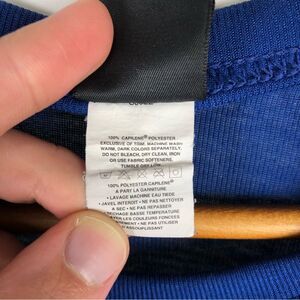 100% CAPILENE® POLYESTER
EXCLUSIVE OF TRIM, MACHINE WASH
WARM, DARK COLORS SEPARATELY,
DO NOT BLEACH, DRY CLEAN, IRON
OR USE FABRIC SOFTENERS.
TUMBLE DRY LOW.
100% POLYESTER CAPILENE®
A PART LA GARNITURE
• LAVAGE MACHINE EAU TIEDE
• JAVEL INTERDIT • NE PAS NETTOYER
A SEC • NE PAS REPASSER
SECHAGE BASSE TEMPERATURE
LAVER LES COULEURS FONCEES
SEPAREMENT • NE PAS UTILISER
D'ASSOUPLISSANT